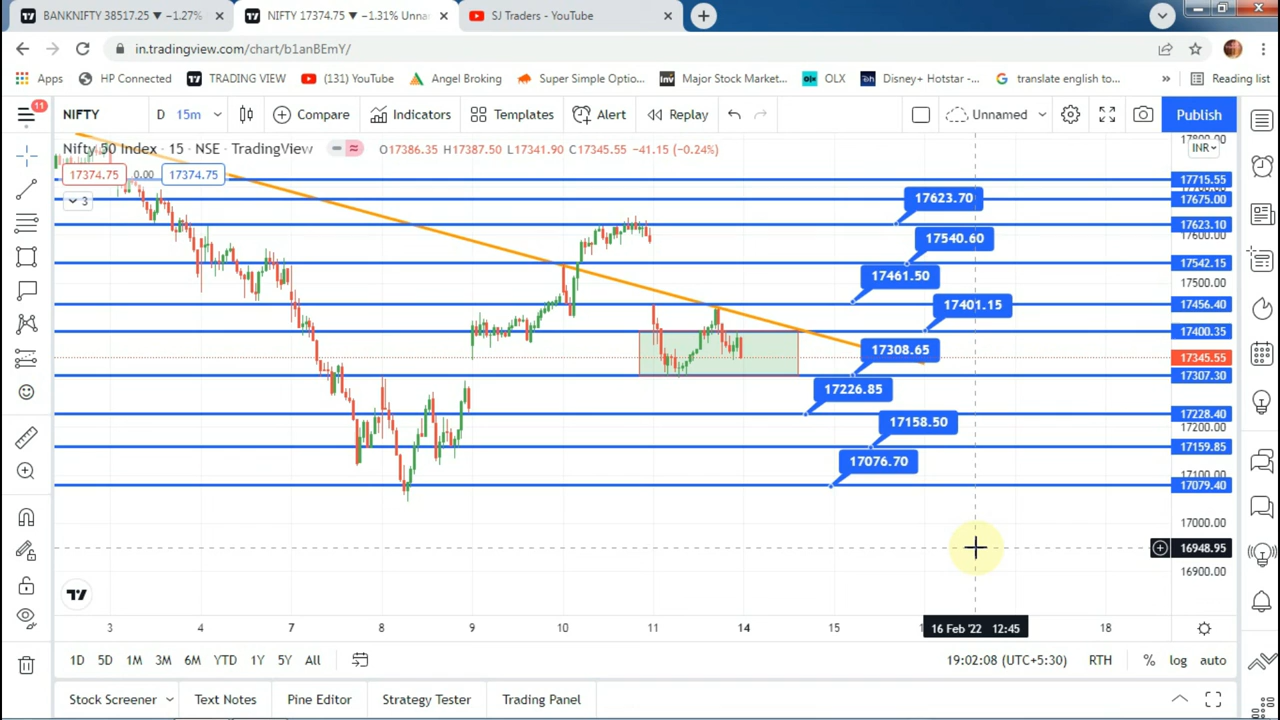 BANKNIFTY 38517.25 ▼ −1.27%
NIFTY 17374.75 ▼ −1.31% Unna
SJ Traders - YouTube
in.tradingview.com/chart/b1anBEmY/
Apps HP Connected TRADING VIEW (131) YouTube Angel Broking Super Simple Optio... Major Stock Market... OLX Disney+ Hotstar -... translate english to... » Reading list
11 NIFTY D 15m Compare Indicators Templates Alert Replay Unnamed Publish
17800.00
Nifty 50 Index · 15 · NSE · TradingView O17386.35 H17387.50 L17341.90 C17345.55 −41.15 (−0.24%) INR
17374.75 0.00 17374.75
17715.55
3
17675.00
17623.70
17623.10
17600.00
17540.60
17542.15
17461.50
17500.00
17456.40
17401.15
17400.35
17308.65
17345.55
17307.30
17226.85
17228.40
17200.00
17158.50
17159.85
17076.70
17100.00
17079.40
17000.00
16948.95
16900.00
3 4 7 8 9 10 11 14 15 16 Feb '22 12:45 18
1D 5D 1M 3M 6M YTD 1Y 5Y All 19:02:08 (UTC+5:30) RTH % log auto
Stock Screener Text Notes Pine Editor Strategy Tester Trading Panel